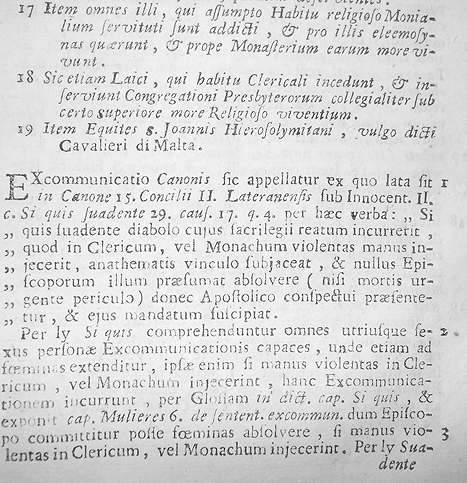 17 Item omnes illi, qui assumpto Habitu religioso Monia-
lium servituti sunt addicti, & pro illis eleemosy-
nas quærunt, & prope Monasterium earum more vi-
vunt.
18 Sic etiam Laici, qui habitu Clericali incedunt, & in-
serviunt Congregationi Presbyterorum collegialiter sub
certo superiore more Religioso viventium.
19 Item Equites S. Joannis Hierosolymitani, vulgo dicti
Cavalieri di Malta.
EXcommunicatio Canonis sic appellatur ex quo lata sit 1
in Canone 15. Concilii II. Lateranensis sub Innocent. II.
c. Si quis suadente 29. caus. 17. q. 4. per hæc verba: „ Si
„ quis suadente diabolo cujus sacrilegii reatum incurrerit,
„ quod in Clericum, vel Monachum violentas manus in-
„ jecerit, anathematis vinculo subjaceat, & nullus Epi-
„ scoporum illum præsumat absolvere (nisi mortis ur-
„ gente periculo) donec Apostolico conspectui præsente-
„ tur, & ejus mandatum suscipiat.
Per ly Si quis comprehenduntur omnes utriusque se- 2
xus personæ Excommunicationis capaces, unde etiam ad
fœminas extenditur, ipsæ enim si manus violentas in Cle-
ricum, vel Monachum injecerint, hanc Excommunica-
tionem incurrunt, per Glossam in dict. cap. Si quis, &
exponit cap. Mulieres 6. de sentent. excommun. dum Episco-
po committitur posse fœminas absolvere, si manus vio- 3
lentas in Clericum, vel Monachum injecerint. Per ly Sua-
dente